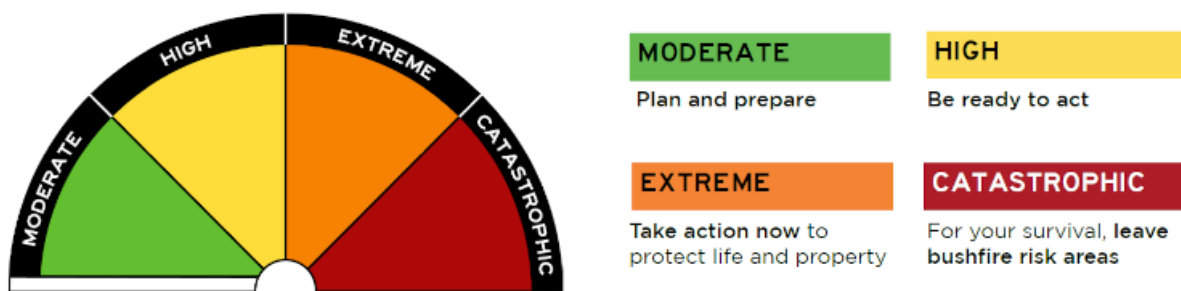 MODERATE
HIGH
EXTREME
CATASTROPHIC
MODERATE
Plan and prepare
HIGH
Be ready to act
EXTREME
Take action now to
protect life and property
CATASTROPHIC
For your survival, leave
bushfire risk areas